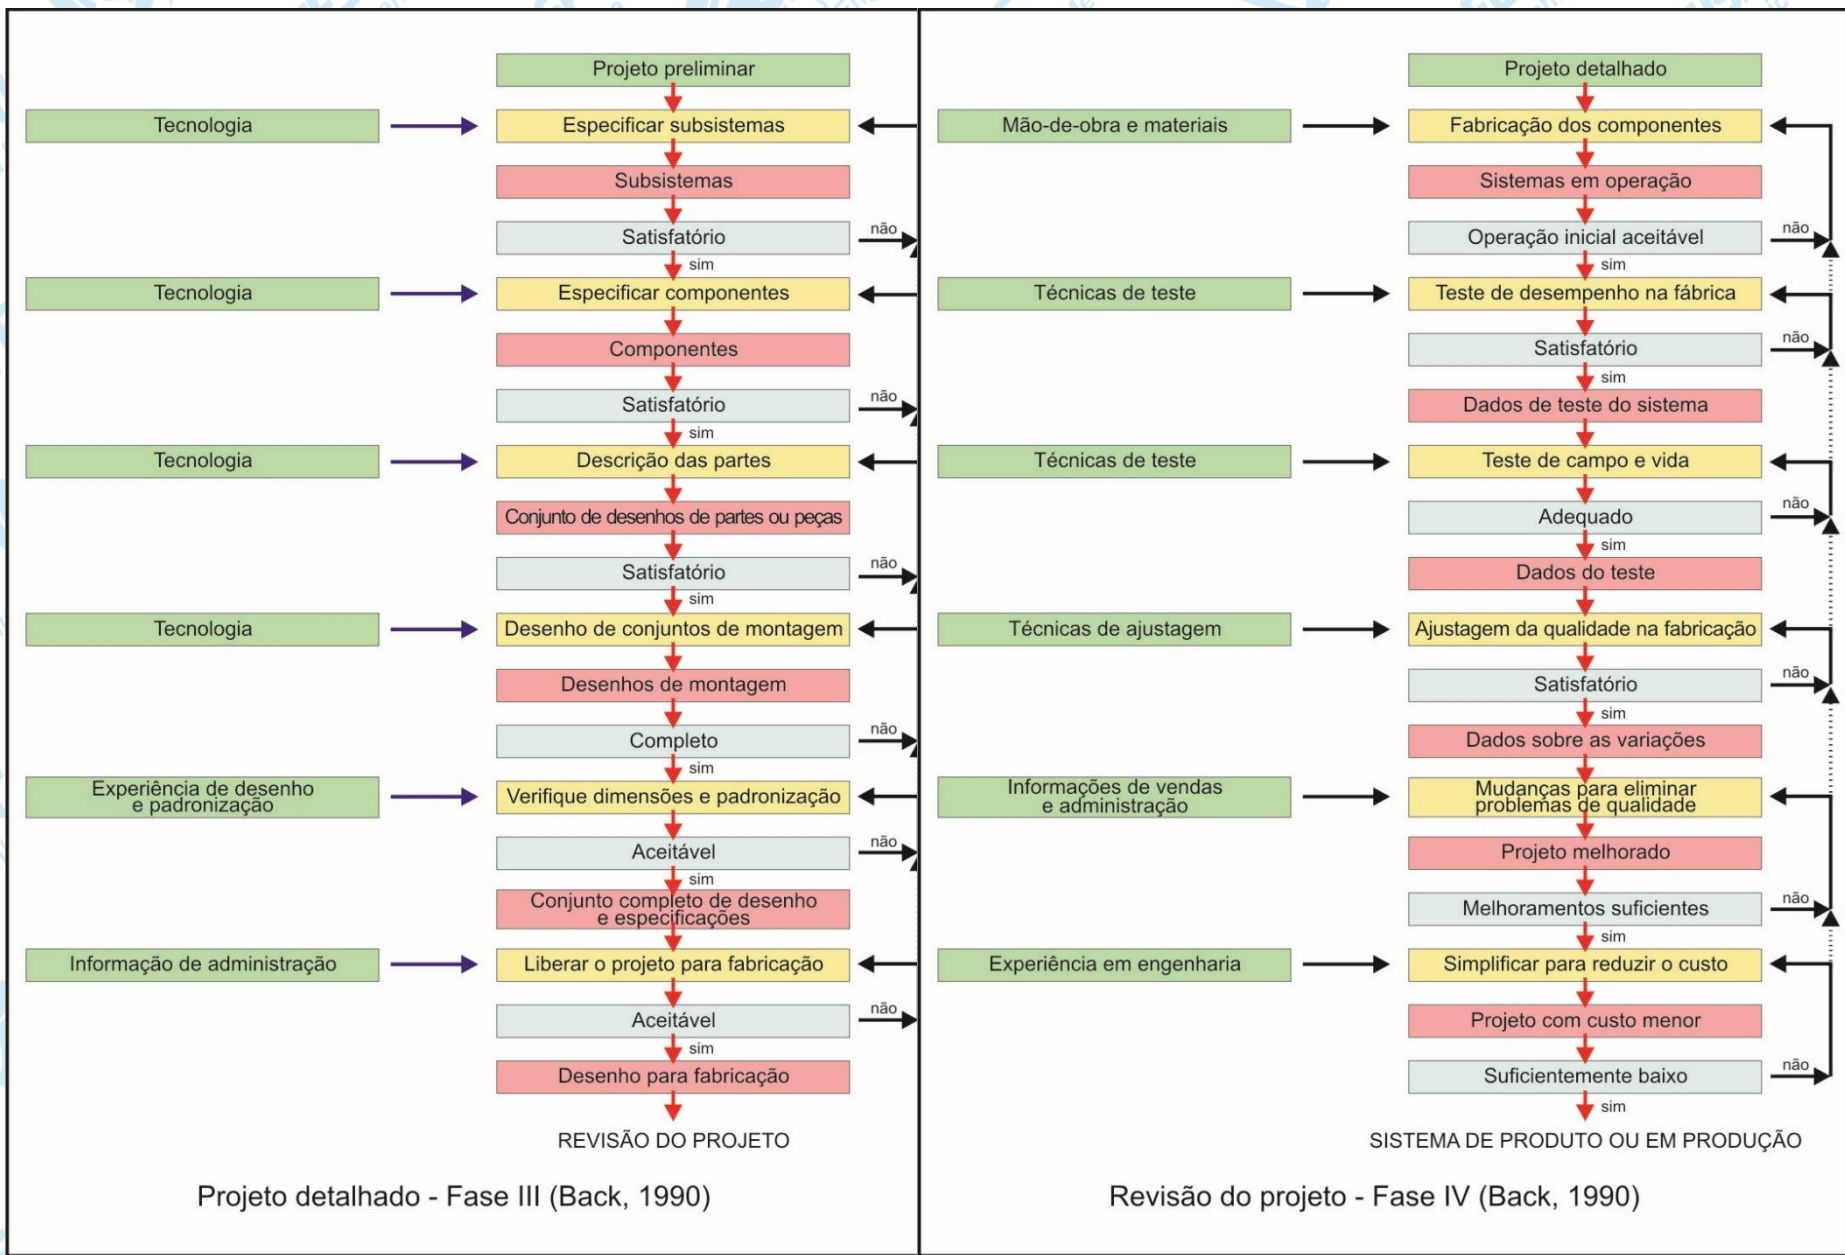 Projeto preliminar
Tecnologia
Especificar subsistemas
Subsistemas
Satisfatório
não
sim
Tecnologia
Especificar componentes
Componentes
Satisfatório
não
sim
Tecnologia
Descrição das partes
Conjunto de desenhos de partes ou peças
Satisfatório
não
sim
Tecnologia
Desenho de conjuntos de montagem
Desenhos de montagem
Completo
não
sim
Experiência de desenho
e padronização
Verifique dimensões e padronização
Aceitável
não
sim
Conjunto completo de desenho
e especificações
Informação de administração
Liberar o projeto para fabricação
Aceitável
não
sim
Desenho para fabricação
REVISÃO DO PROJETO
Projeto detalhado - Fase III (Back, 1990)
Projeto detalhado
Mão-de-obra e materiais
Fabricação dos componentes
Sistemas em operação
Operação inicial aceitável
não
sim
Técnicas de teste
Teste de desempenho na fábrica
Satisfatório
não
sim
Dados de teste do sistema
Técnicas de teste
Teste de campo e vida
Adequado
não
sim
Dados do teste
Técnicas de ajustagem
Ajustagem da qualidade na fabricação
Satisfatório
não
sim
Dados sobre as variações
Informações de vendas
e administração
Mudanças para eliminar
problemas de qualidade
Projeto melhorado
Melhoramentos suficientes
não
sim
Experiência em engenharia
Simplificar para reduzir o custo
Projeto com custo menor
Suficientemente baixo
não
sim
SISTEMA DE PRODUTO OU EM PRODUÇÃO
Revisão do projeto - Fase IV (Back, 1990)